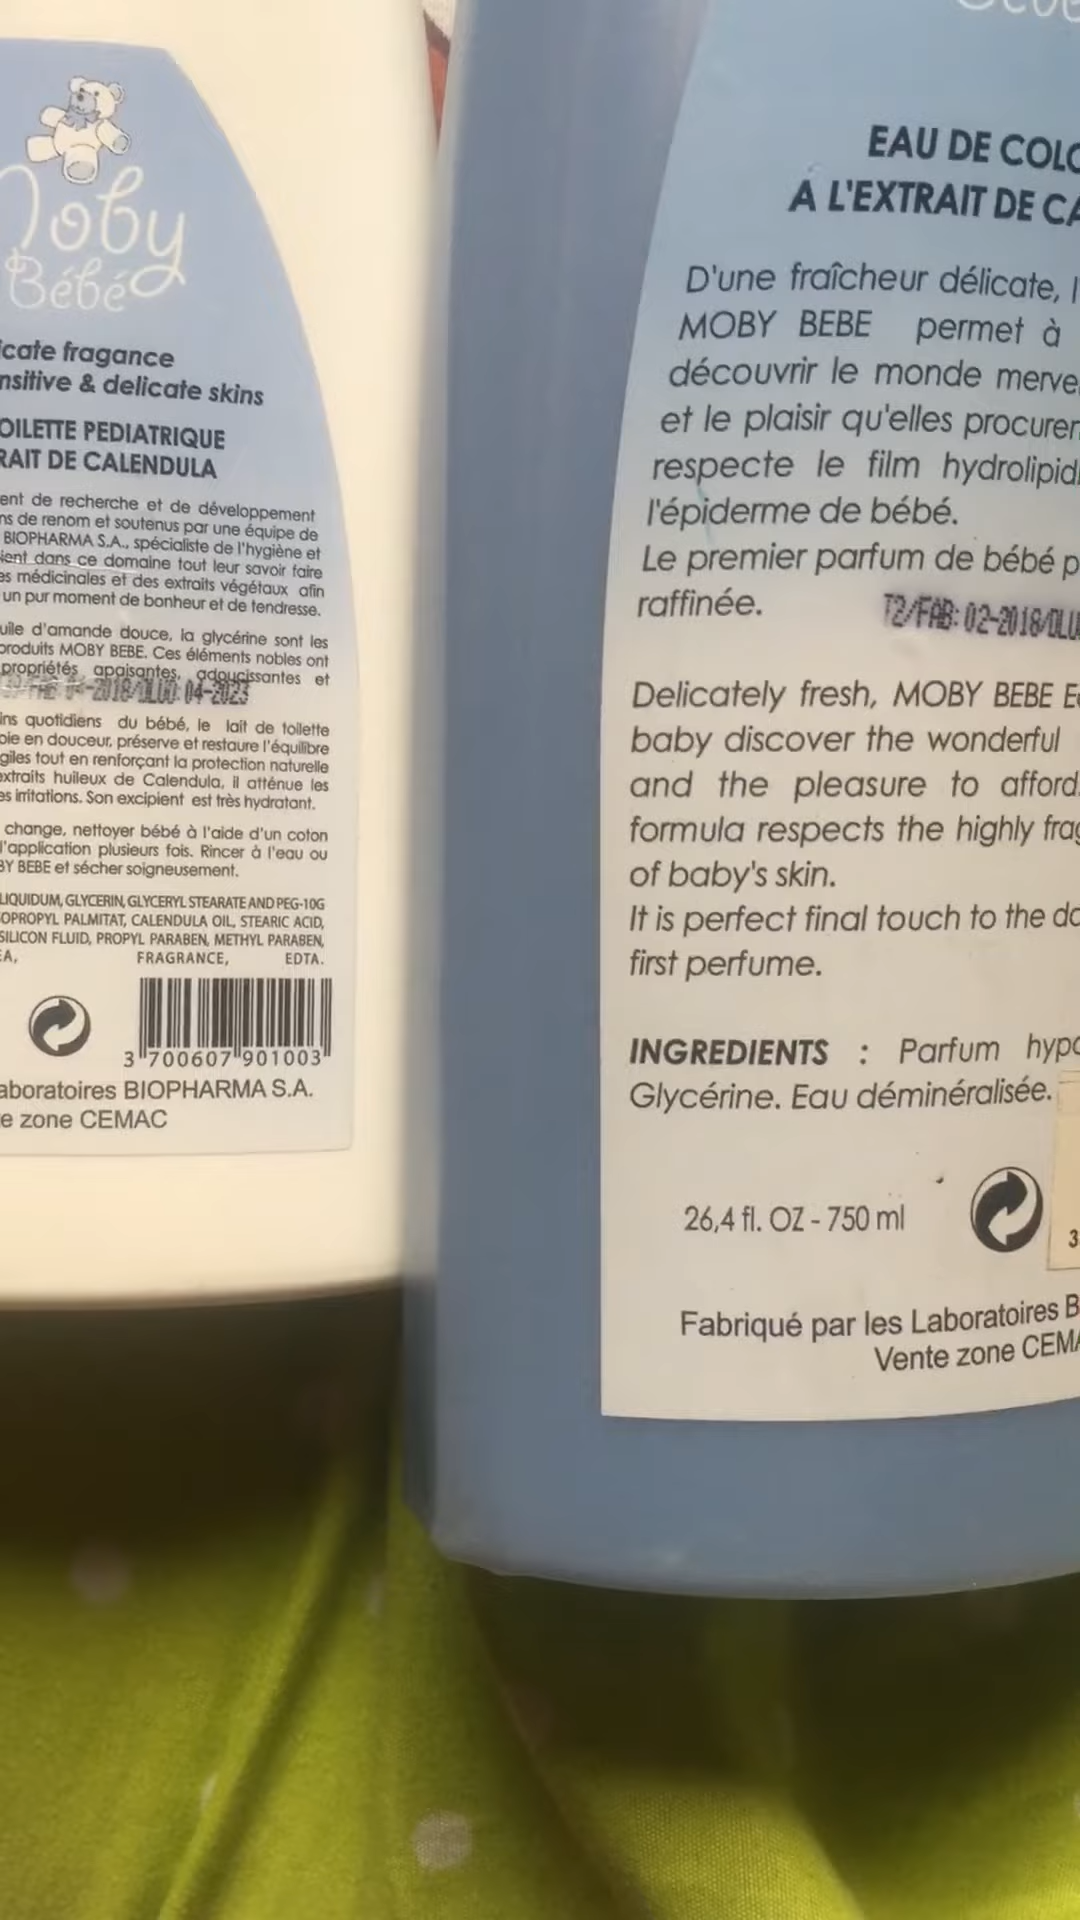 Moby
Bébé
icate fragance
nsitive & delicate skins
OILETTE PEDIATRIQUE
RAIT DE CALENDULA
ent de recherche et de développement
ns de renom et soutenus par une équipe de
BIOPHARMA S.A., spécialiste de l'hygiène et
ient dans ce domaine tout leur savoir faire
es médicinales et des extraits végétaux afin
un pur moment de bonheur et de tendresse.
uile d'amande douce, la glycérine sont les
produits MOBY BEBE. Ces éléments nobles ont
propriétés apaisantes, adoucissantes et
04-2018/DLUO: 04-2023
ins quotidiens du bébé, le lait de toilette
oie en douceur, préserve et restaure l'équilibre
giles tout en renforçant la protection naturelle
extraits huileux de Calendula, il atténue les
es irritations. Son excipient est très hydratant.
change, nettoyer bébé à l'aide d'un coton
l'application plusieurs fois. Rincer à l'eau ou
BY BEBE et sécher soigneusement.
LIQUIDUM, GLYCERIN, GLYCERYL STEARATE AND PEG-10G
OPROPYL PALMITAT, CALENDULA OIL, STEARIC ACID,
SILICON FLUID, PROPYL PARABEN, METHYL PARABEN,
EA, FRAGRANCE, EDTA.
3 700607 901003
aboratoires BIOPHARMA S.A.
e zone CEMAC
EAU DE COLO
A L'EXTRAIT DE CA
D'une fraîcheur délicate, l'
MOBY BEBE permet à
découvrir le monde merve
et le plaisir qu'elles procuren
respecte le film hydrolipidi
l'épiderme de bébé.
Le premier parfum de bébé p
raffinée.
T2/FAB: 02-2018/DLU
Delicately fresh, MOBY BEBE E
baby discover the wonderful
and the pleasure to afford.
formula respects the highly frag
of baby's skin.
It is perfect final touch to the da
first perfume.
INGREDIENTS : Parfum hypo
Glycérine. Eau déminéralisée.
26,4 fl. OZ - 750 ml
3
Fabriqué par les Laboratoires B
Vente zone CEMA